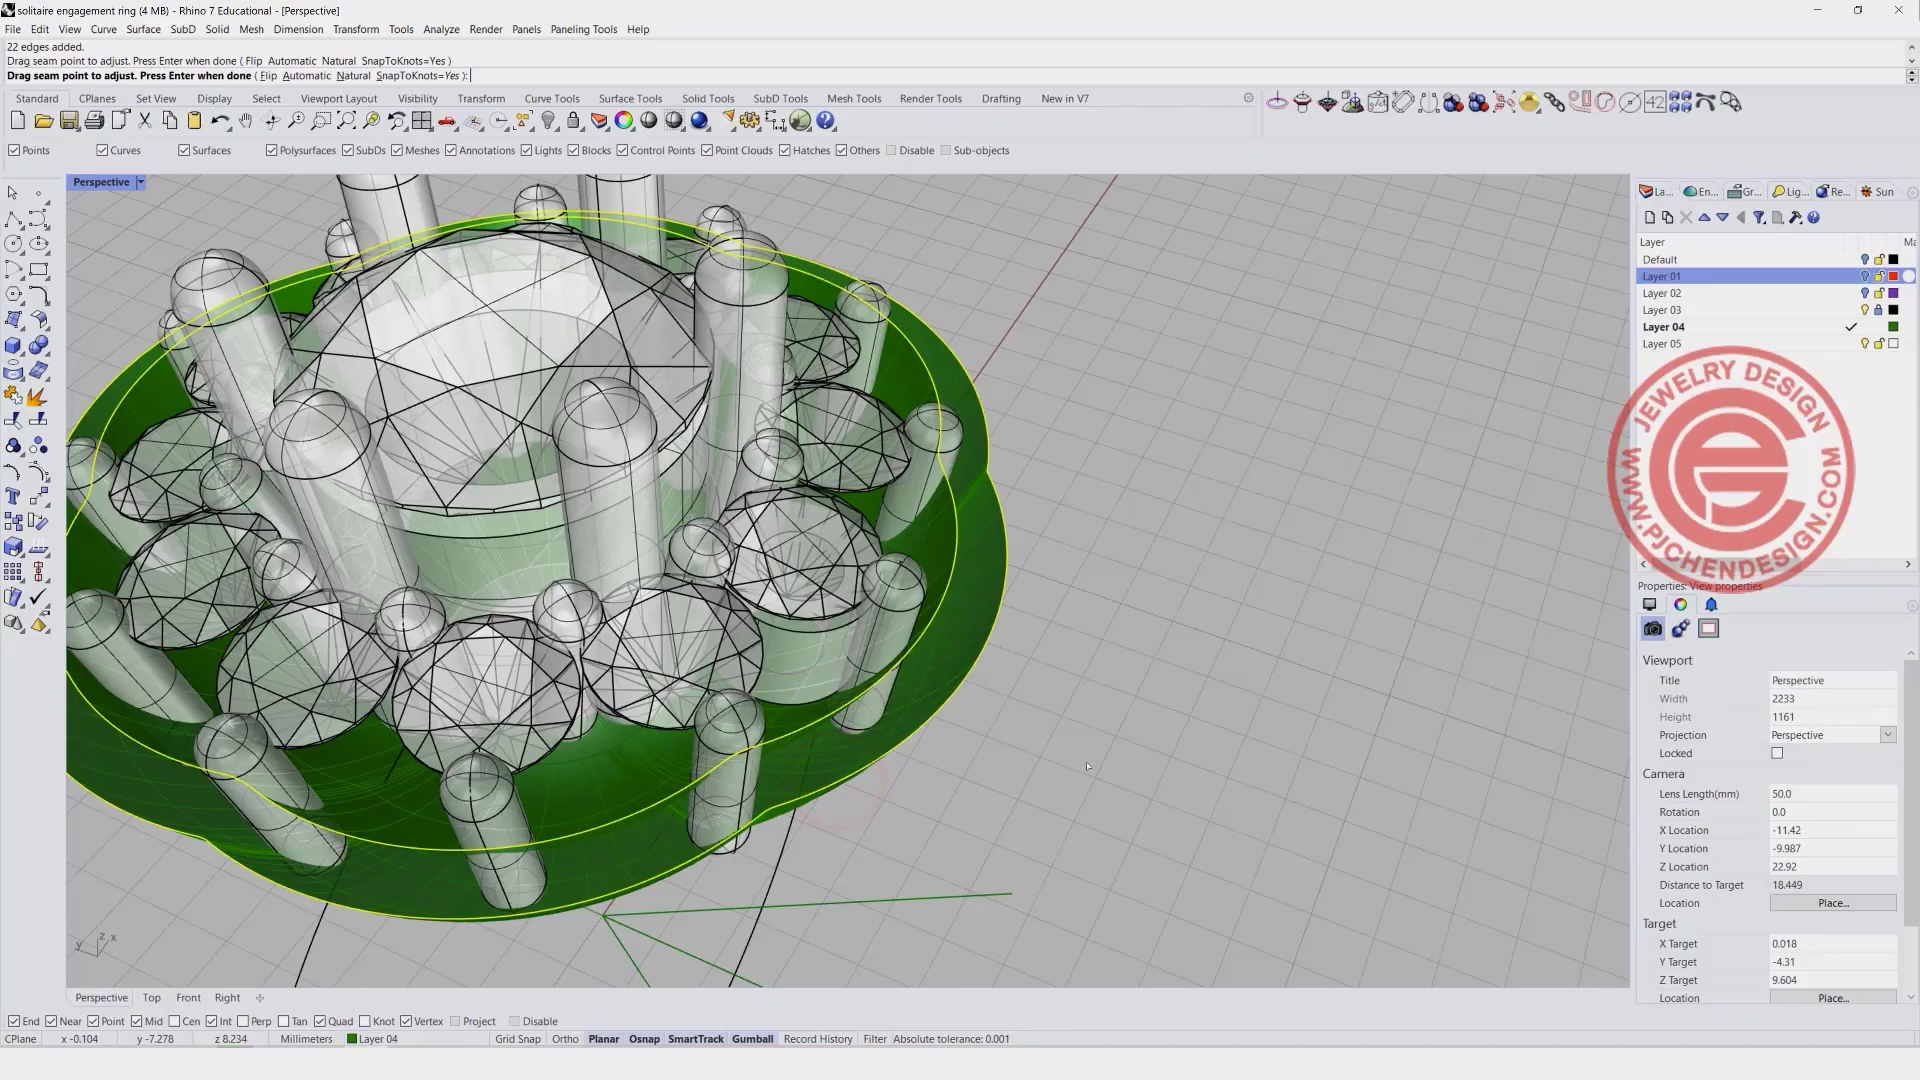 solitaire engagement ring (4 MB) - Rhino 7 Educational - [Perspective]
File Edit View Curve Surface SubD Solid Mesh Dimension Transform Tools Analyze Render Panels Paneling Tools Help
22 edges added.
Drag seam point to adjust. Press Enter when done ( Flip Automatic Natural SnapToKnots=Yes )
Drag seam point to adjust. Press Enter when done ( Flip Automatic Natural SnapToKnots=Yes ):
Standard CPlanes Set View Display Select Viewport Layout Visibility Transform Curve Tools Surface Tools Solid Tools SubD Tools Mesh Tools Render Tools Drafting New in V7
42
Points Curves Surfaces Polysurfaces SubDs Meshes Annotations Lights Blocks Control Points Point Clouds Hatches Others Disable Sub-objects
Perspective
La... En... Gr... Lig... Re... Sun
Layer Ma
Default
Layer 01
Layer 02
Layer 03
Layer 04
Layer 05
JEWELRY DESIGN
WWW.PJCHENDESIGN.COM
Properties: View properties
Viewport
Title Perspective
Width 2233
Height 1161
Projection Perspective
Locked
Camera
Lens Length(mm) 50.0
Rotation 0.0
X Location -11.42
Y Location -9.987
Z Location 22.92
Distance to Target 18.449
Location Place...
Target
X Target 0.018
Y Target -4.31
Z Target 9.604
Location Place...
z
y x
Perspective Top Front Right
End Near Point Mid Cen Int Perp Tan Quad Knot Vertex Project Disable
CPlane x -0.104 y -7.278 z 8.234 Millimeters Layer 04 Grid Snap Ortho Planar Osnap SmartTrack Gumball Record History Filter Absolute tolerance: 0.001